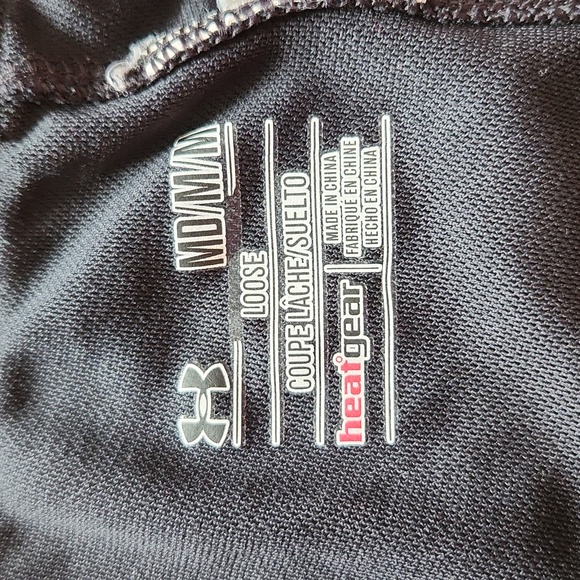 MD/M/M
LOOSE
COUPE LÂCHE/SUELTO
heatgear
MADE IN CHINA
FABRIQUÉ EN CHINE
HECHO EN CHINA